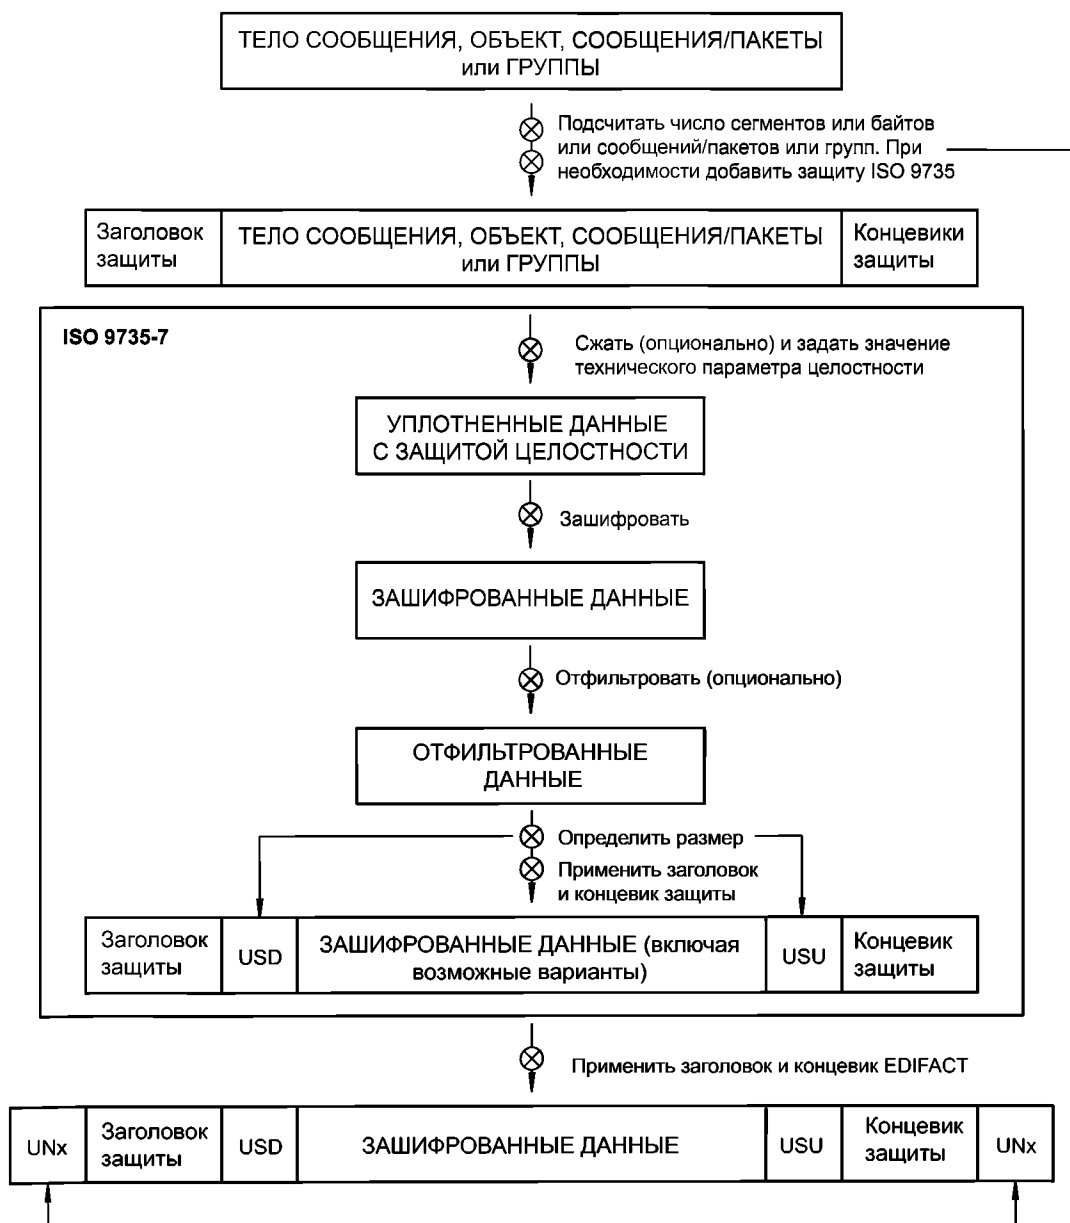 ТЕЛО СООБЩЕНИЯ, ОБЪЕКТ, СООБЩЕНИЯ/ПАКЕТЫ
или ГРУППЫ
Подсчитать число сегментов или байтов
или сообщений/пакетов или групп. При
необходимости добавить защиту ISO 9735
Заголовок
защиты
ТЕЛО СООБЩЕНИЯ, ОБЪЕКТ, СООБЩЕНИЯ/ПАКЕТЫ
или ГРУППЫ
Концевики
защиты
ISO 9735-7
Сжать (опционально) и задать значение
технического параметра целостности
УПЛОТНЕННЫЕ ДАННЫЕ
С ЗАЩИТОЙ ЦЕЛОСТНОСТИ
Зашифровать
ЗАШИФРОВАННЫЕ ДАННЫЕ
Отфильтровать (опционально)
ОТФИЛЬТРОВАННЫЕ
ДАННЫЕ
Определить размер
Применить заголовок
и концевик защиты
Заголовок
защиты
USD
ЗАШИФРОВАННЫЕ ДАННЫЕ (включая
возможные варианты)
USU
Концевик
защиты
Применить заголовок и концевик EDIFACT
UNx
Заголовок
защиты
USD
ЗАШИФРОВАННЫЕ ДАННЫЕ
USU
Концевик
защиты
UNx